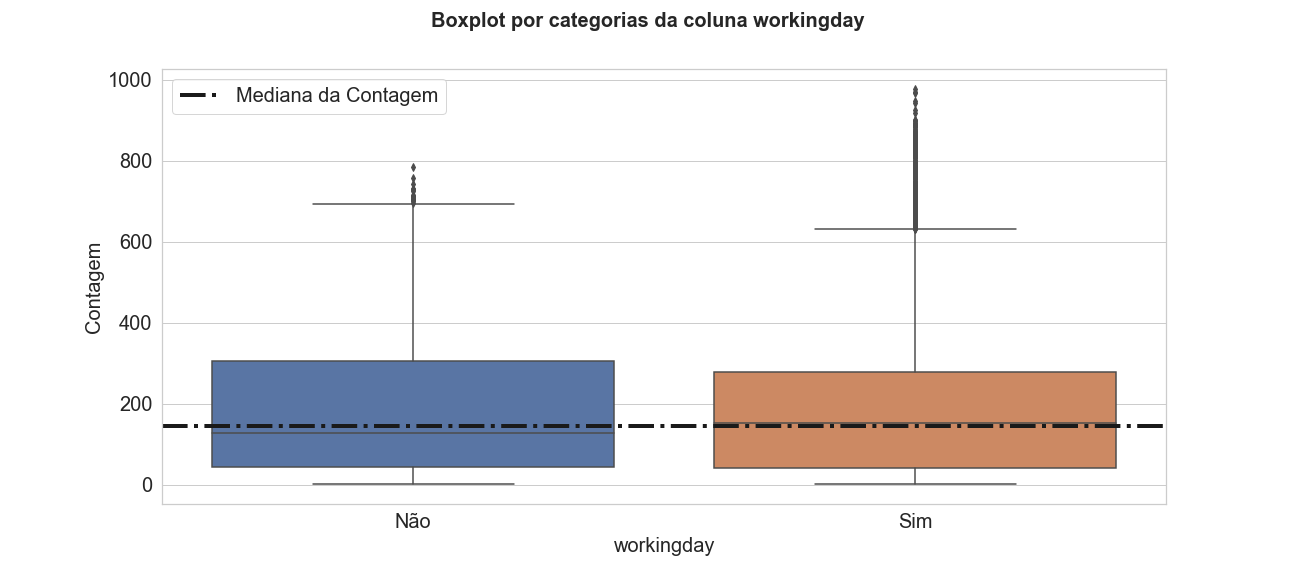 Boxplot por categorias da coluna workingday
Mediana da Contagem
Contagem
1000
800
600
400
200
0
Não
Sim
workingday